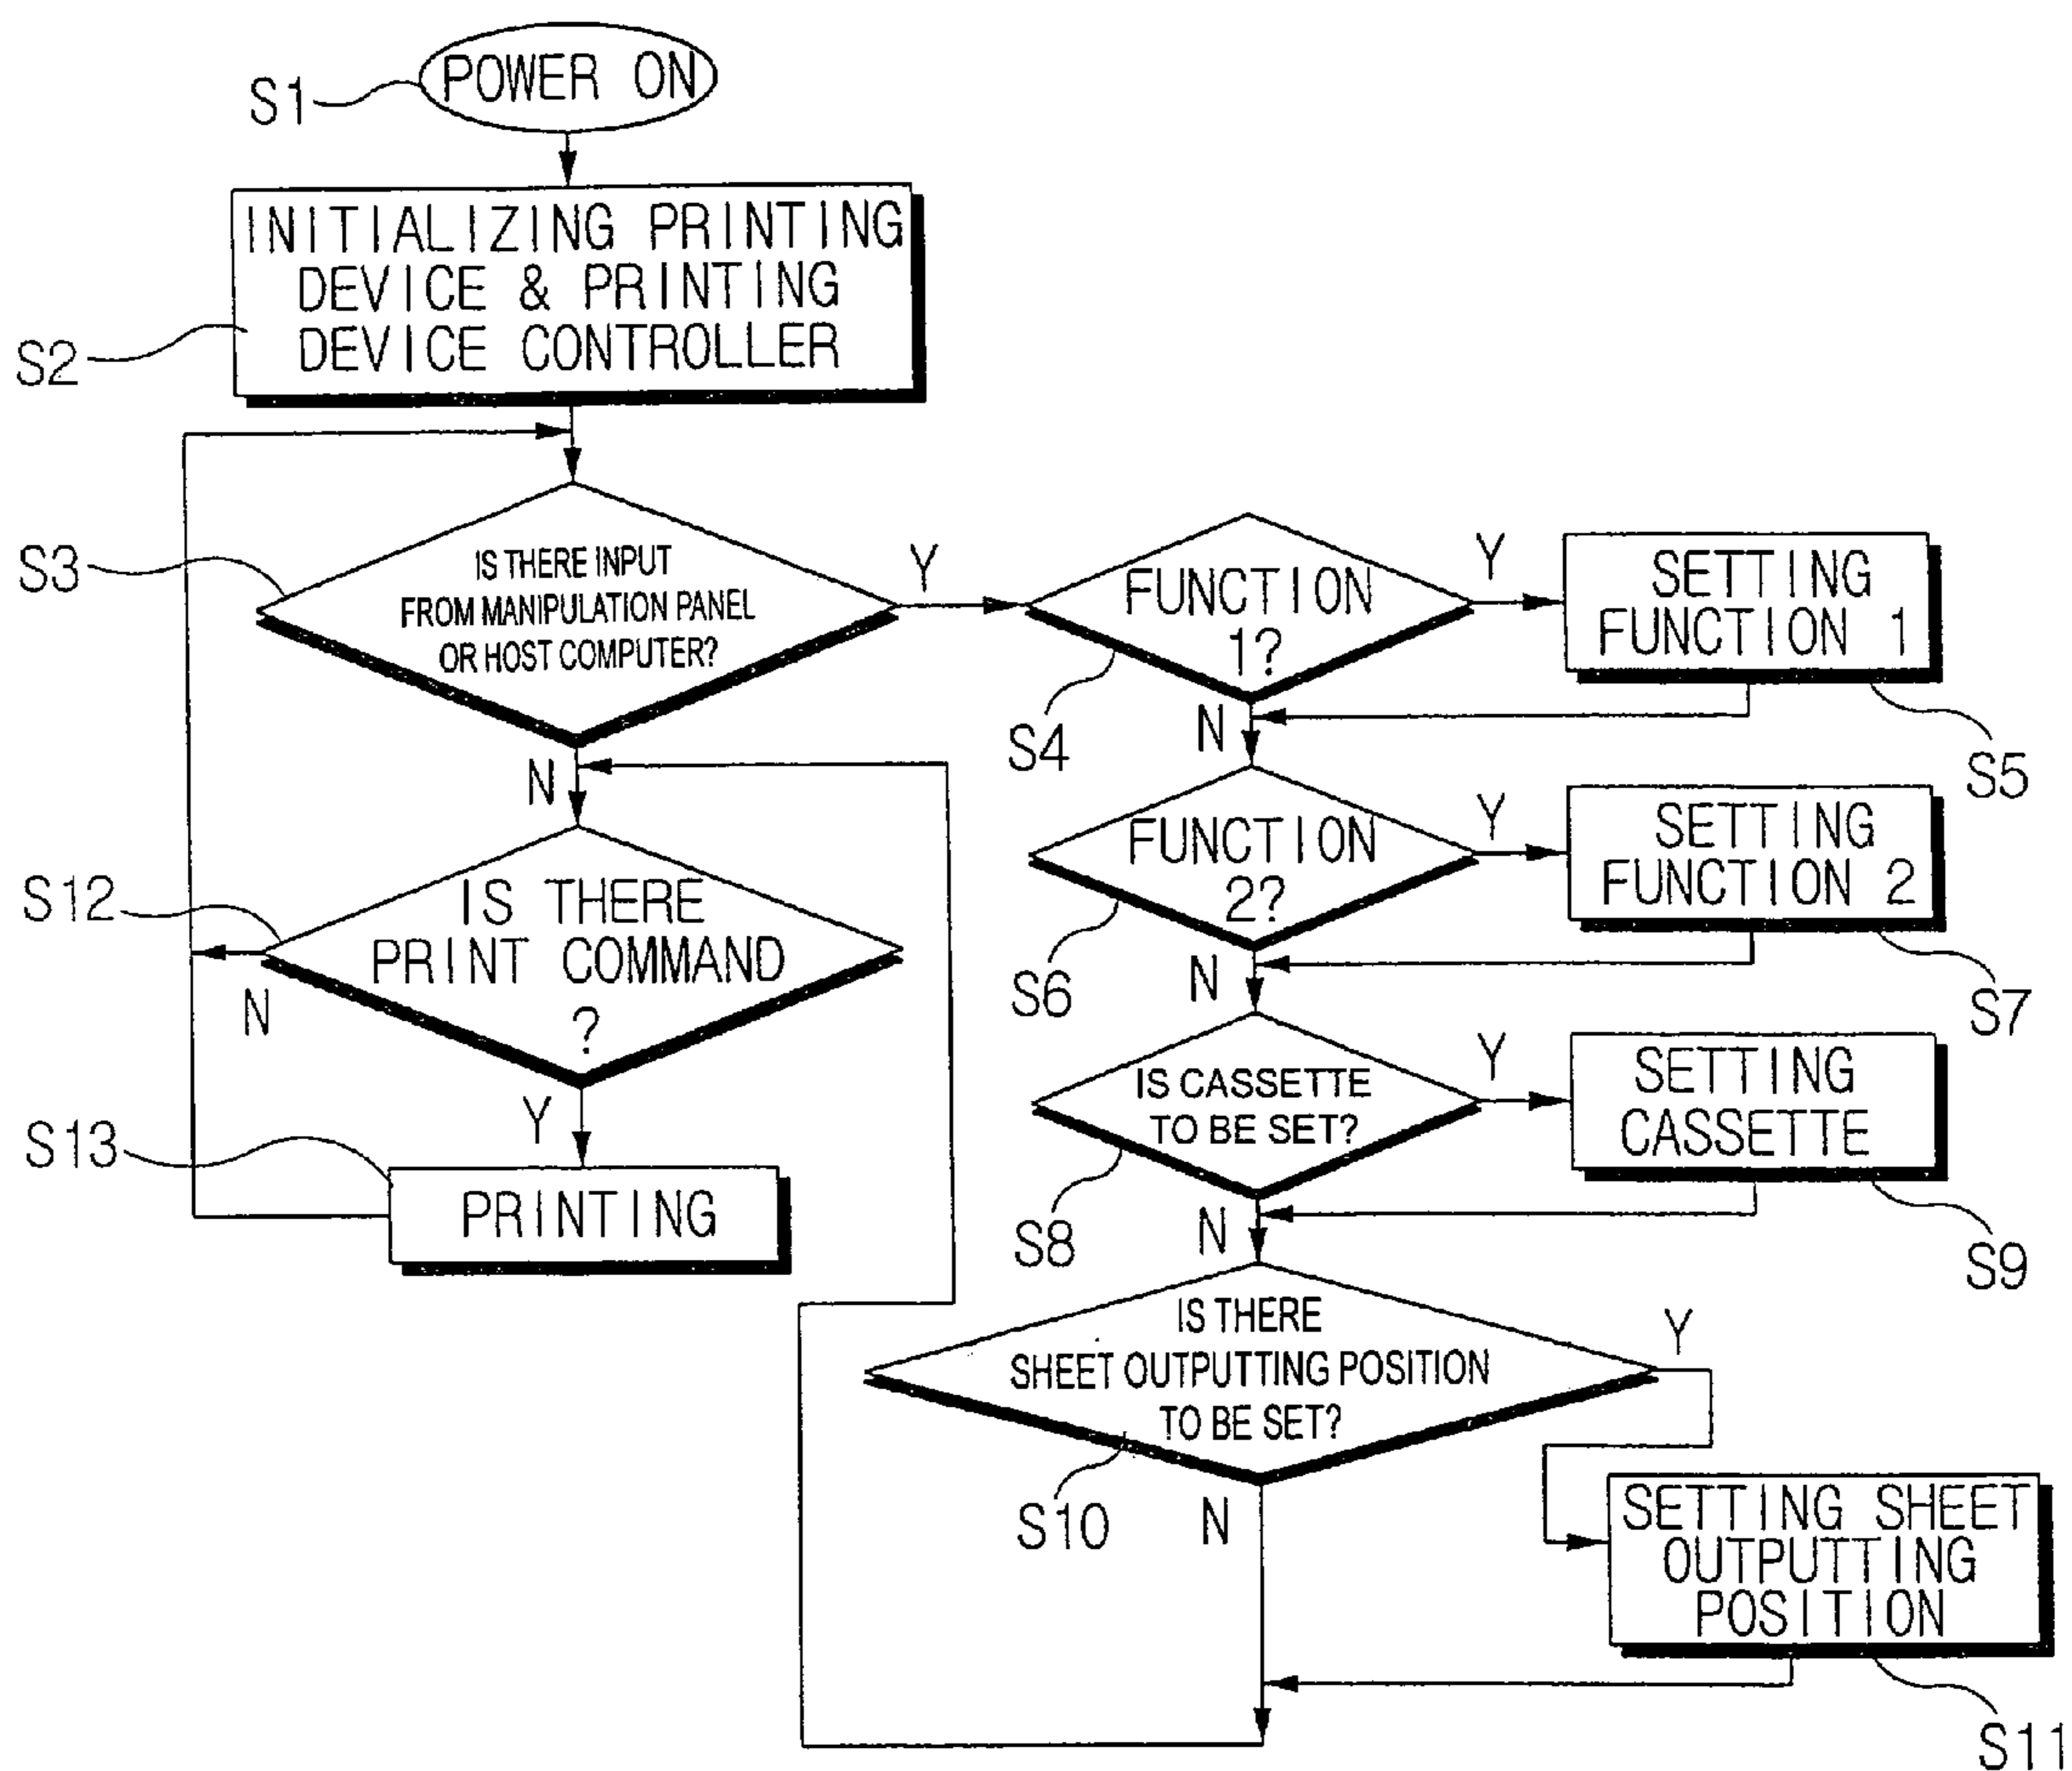 S1
POWER ON
S2
INITIALIZING PRINTING
DEVICE & PRINTING
DEVICE CONTROLLER
S3
IS THERE INPUT
FROM MANIPULATION PANEL
OR HOST COMPUTER?
Y
N
S4
FUNCTION
1?
Y
N
SETTING
FUNCTION 1
S5
S6
FUNCTION
2?
Y
N
SETTING
FUNCTION 2
S7
S8
IS CASSETTE
TO BE SET?
Y
N
SETTING
CASSETTE
S9
S10
IS THERE
SHEET OUTPUTTING POSITION
TO BE SET?
Y
N
SETTING SHEET
OUTPUTTING
POSITION
S11
S12
IS THERE
PRINT COMMAND
?
N
Y
S13
PRINTING